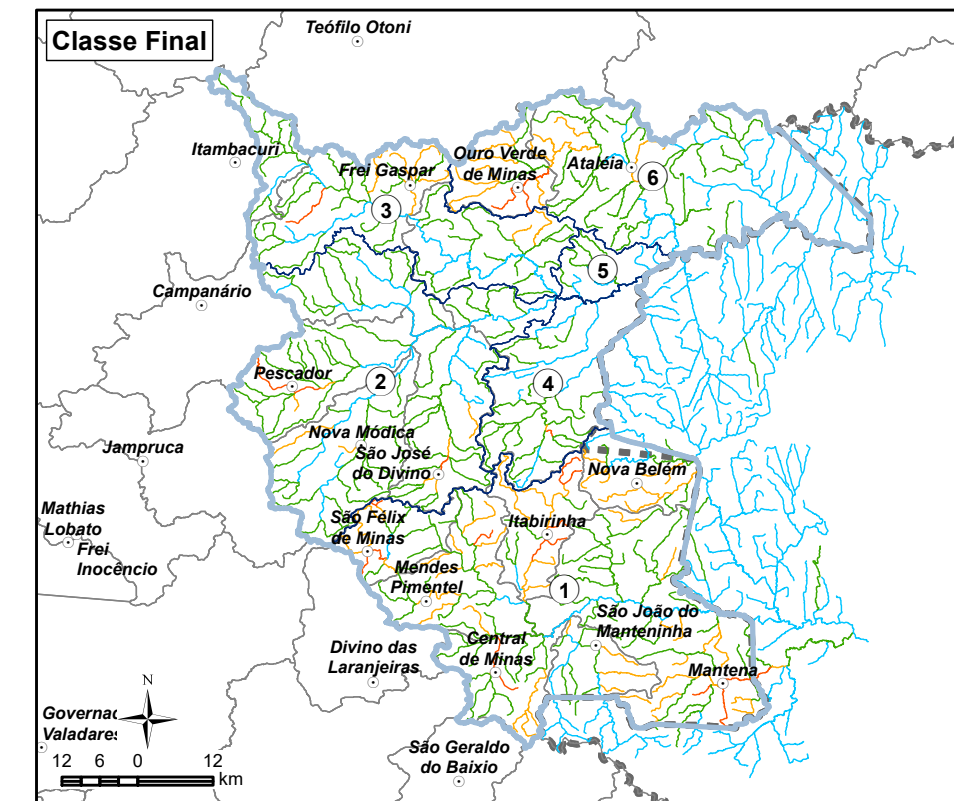 Classe Final
Teófilo Otoni
Itambacuri
Frei Gaspar
Ouro Verde
de Minas
Ataléia
6
3
5
Campanário
Pescador
2
4
Nova Módica
São José
do Divino
Jampruca
Nova Belém
Mathias
Lobato
Frei
Inocêncio
São Félix
de Minas
Itabirinha
Mendes
Pimentel
1
São João do
Manteninha
Divino das
Laranjeiras
Central
de Minas
Mantena
N
Governad
Valadares
São Geraldo
do Baixio
12 6 0 12
km